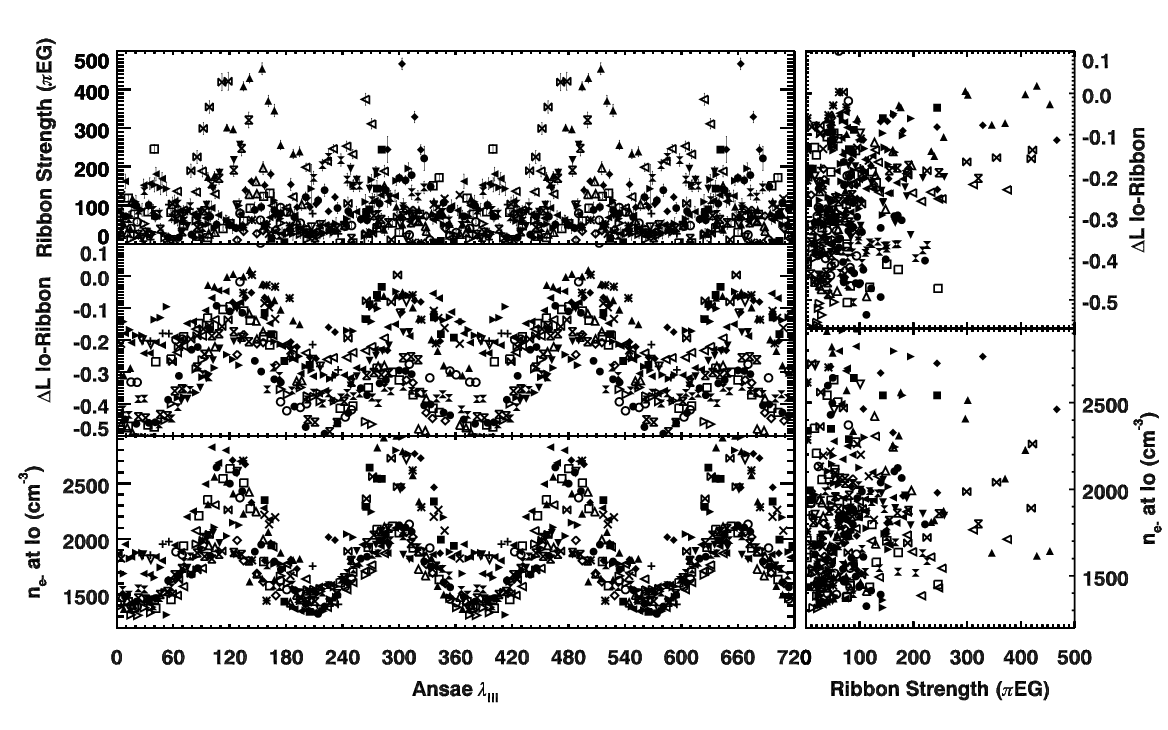 Ribbon Strength (πEG)
500
400
300
200
100
0
ΔL Io-Ribbon
0.1
0.0
-0.1
-0.2
-0.3
-0.4
-0.5
n_e- at Io (cm⁻³)
2500
2000
1500
0 60 120 180 240 300 360 420 480 540 600 660 720
Ansae λ_III
0.1
0.0
-0.1
-0.2
-0.3
-0.4
-0.5
ΔL Io-Ribbon
2500
2000
1500
n_e- at Io (cm⁻³)
100 200 300 400 500
Ribbon Strength (πEG)